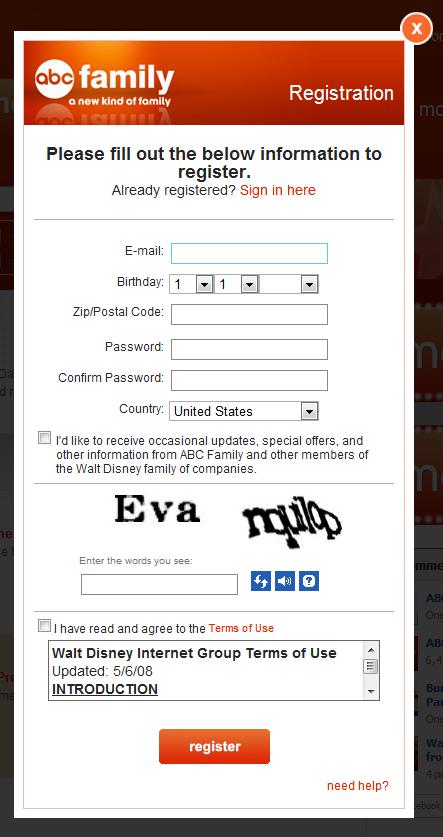 X
abc family
a new kind of family
Registration
Please fill out the below information to
register.
Already registered? Sign in here
E-mail:
Birthday: 1 1
Zip/Postal Code:
Password:
Confirm Password:
Country: United States
I'd like to receive occasional updates, special offers, and
other information from ABC Family and other members of
the Walt Disney family of companies.
Eva
Enter the words you see:
?
I have read and agree to the Terms of Use
Walt Disney Internet Group Terms of Use
Updated: 5/6/08
INTRODUCTION
register
need help?